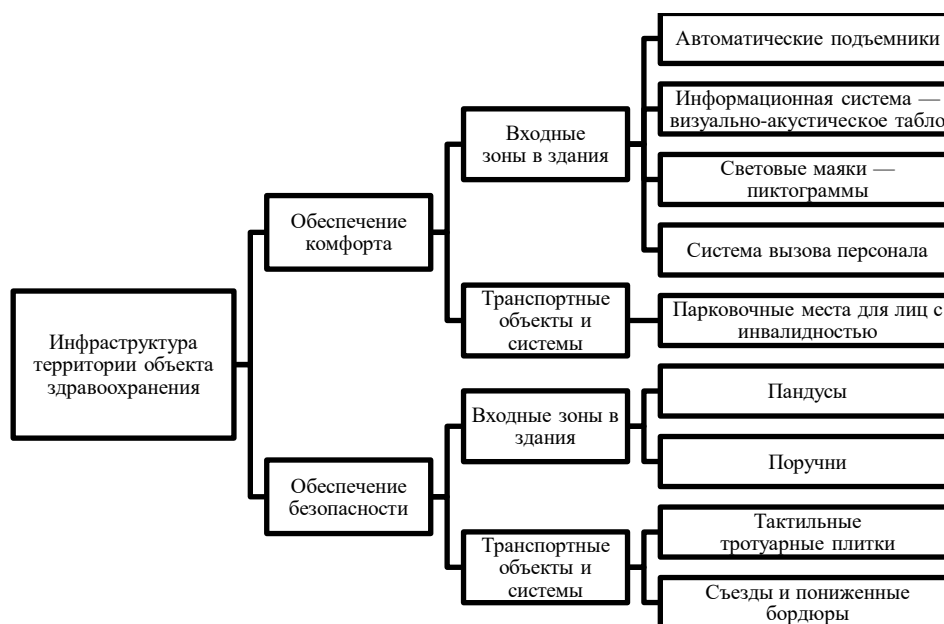 Автоматические подъемники
Информационная система —
визуально-акустическое табло
Входные
зоны в здания
Световые маяки —
пиктограммы
Обеспечение
комфорта
Система вызова персонала
Транспортные
объекты и
системы
Парковочные места для лиц с
инвалидностью
Инфраструктура
территории объекта
здравоохранения
Входные зоны в
здания
Пандусы
Поручни
Обеспечение
безопасности
Транспортные
объекты и
системы
Тактильные
тротуарные плитки
Съезды и пониженные
бордюры